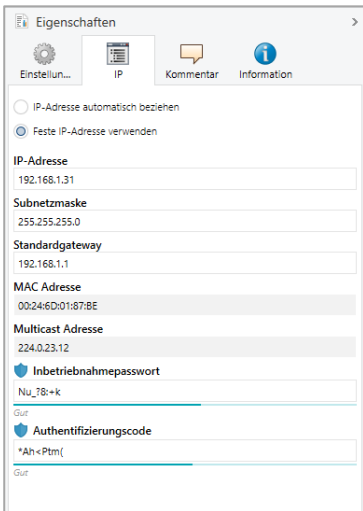 Eigenschaften
Einstellun... IP Kommentar Information
IP-Adresse automatisch beziehen
Feste IP-Adresse verwenden
IP-Adresse
192.168.1.31
Subnetzmaske
255.255.255.0
Standardgateway
192.168.1.1
MAC Adresse
00:24:6D:01:87:BE
Multicast Adresse
224.0.23.12
Inbetriebnahmepasswort
Nu_?8:+k
Gut
Authentifizierungscode
*Ah<Ptm(
Gut